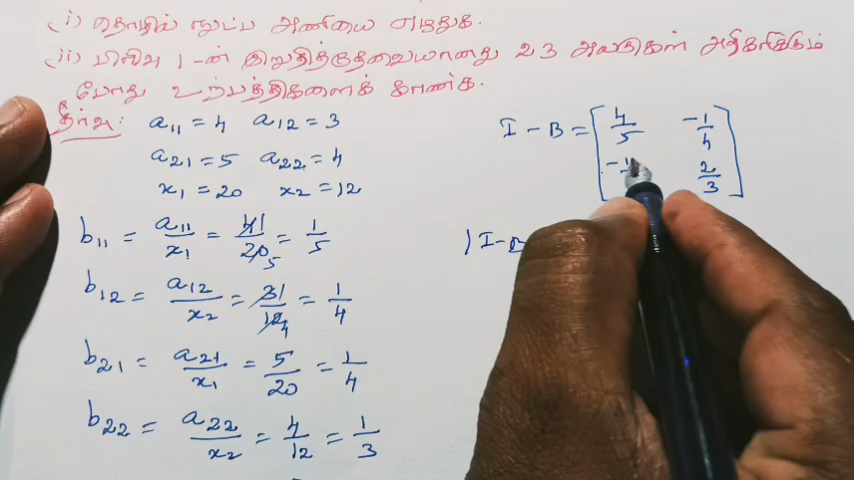 (i) தொழில் நுட்ப அணியை எழுதுக.
(ii) பிரிவு 1-ன் இறுதித்தேவையானது 23 அலகுகள் அதிகரிக்கும்
போது உற்பத்திகளைக் காண்க.
தீர்வு: a₁₁ = 4 a₁₂ = 3
a₂₁ = 5 a₂₂ = 4
x₁ = 20 x₂ = 12
b₁₁ = a₁₁/x₁ = 4/20 = 1/5
b₁₂ = a₁₂/x₂ = 3/12 = 1/4
b₂₁ = a₂₁/x₁ = 5/20 = 1/4
b₂₂ = a₂₂/x₂ = 4/12 = 1/3
I - B = [4/5 -1/4
-1 2/3]
|I-B